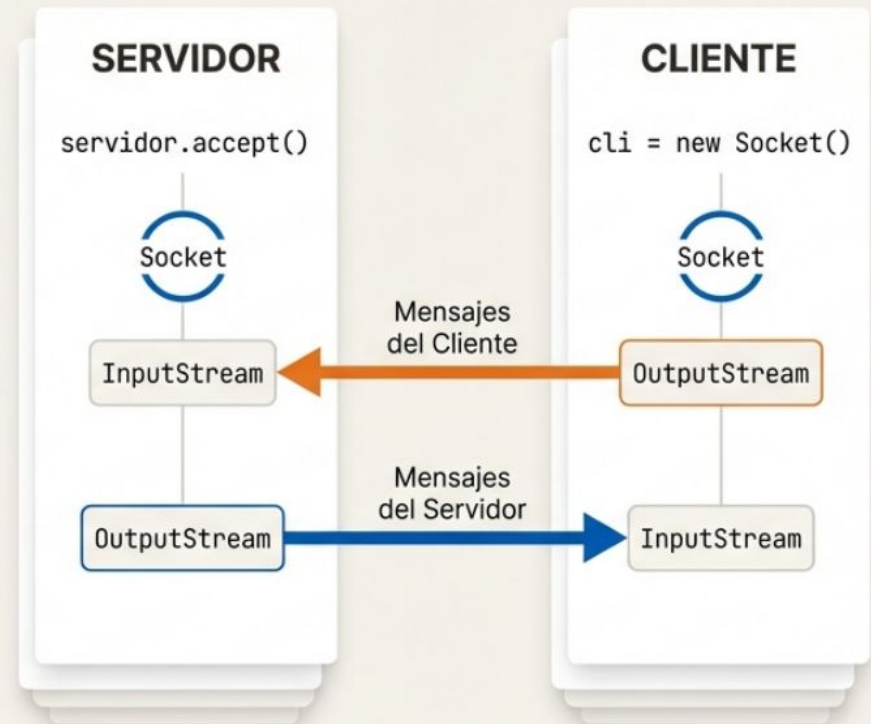 SERVIDOR
servidor.accept()
Socket
InputStream
OutputStream
Mensajes
del Cliente
Mensajes
del Servidor
CLIENTE
cli = new Socket()
Socket
OutputStream
InputStream